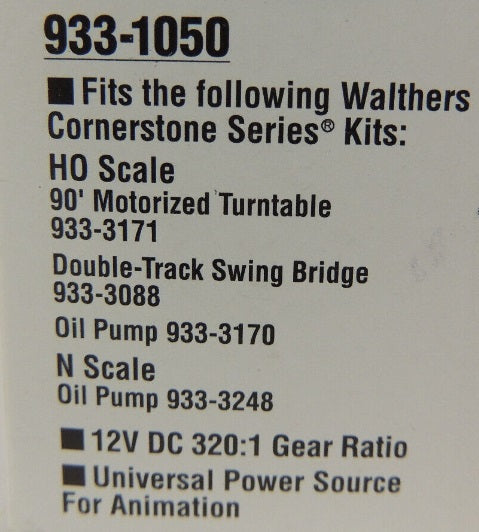 933-1050
■ Fits the following Walthers
Cornerstone Series® Kits:
HO Scale
90' Motorized Turntable
933-3171
Double-Track Swing Bridge
933-3088
Oil Pump 933-3170
N Scale
Oil Pump 933-3248
■ 12V DC 320:1 Gear Ratio
■ Universal Power Source
For Animation